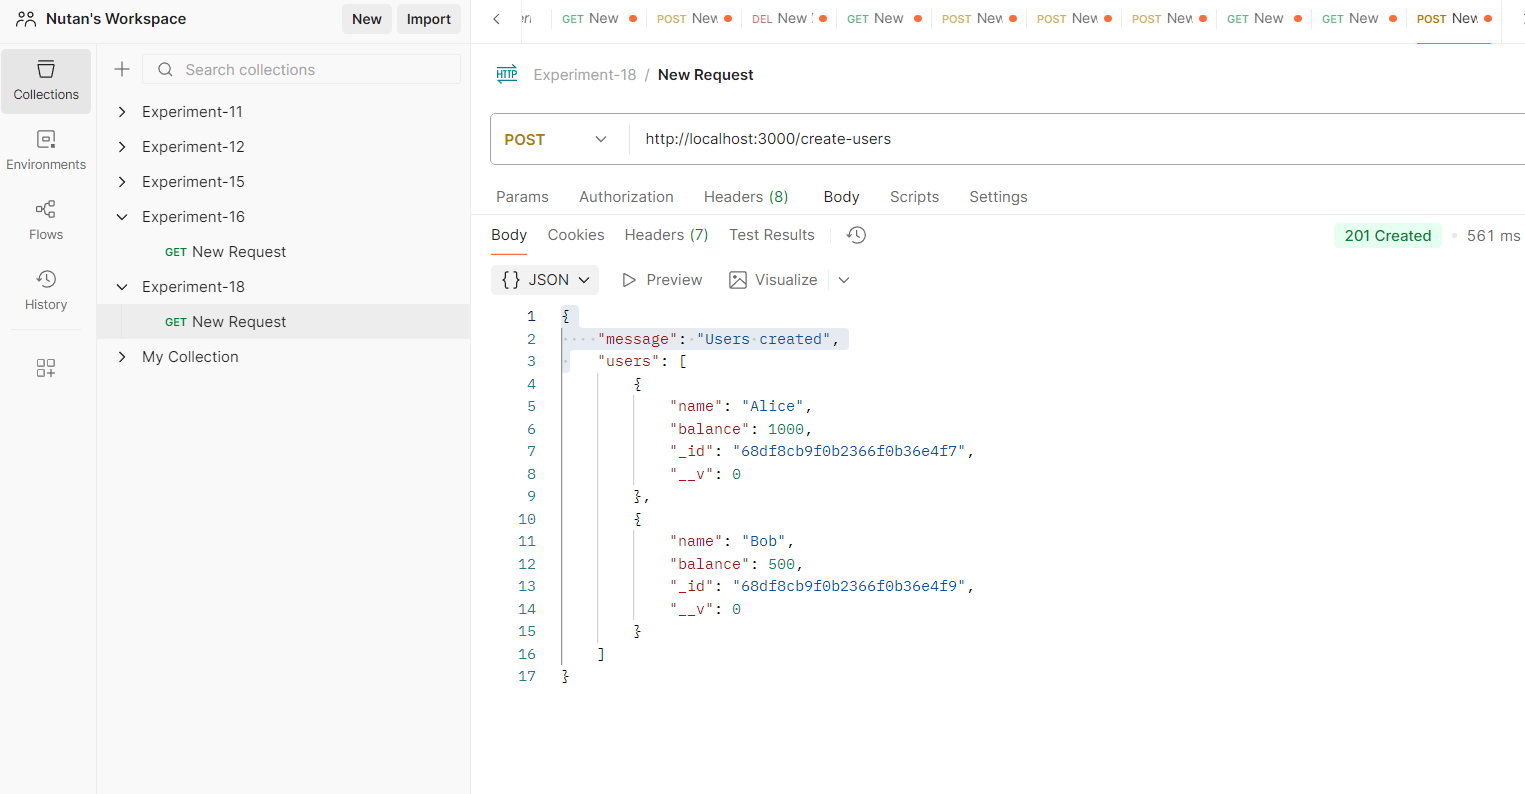 Nutan's Workspace
New
Import
Collections
Environments
Flows
History
Search collections
Experiment-11
Experiment-12
Experiment-15
Experiment-16
GET New Request
Experiment-18
GET New Request
My Collection
GET New
POST New
DEL New
GET New
POST New
POST New
POST New
GET New
GET New
POST New
HTTP
Experiment-18 / New Request
POST
http://localhost:3000/create-users
Params Authorization Headers (8) Body Scripts Settings
Body Cookies Headers (7) Test Results
201 Created • 561 ms
{} JSON Preview Visualize
1 {
2 "message": "Users created",
3 "users": [
4 {
5 "name": "Alice",
6 "balance": 1000,
7 "_id": "68df8cb9f0b2366f0b36e4f7",
8 "__v": 0
9 },
10 {
11 "name": "Bob",
12 "balance": 500,
13 "_id": "68df8cb9f0b2366f0b36e4f9",
14 "__v": 0
15 }
16 ]
17 }